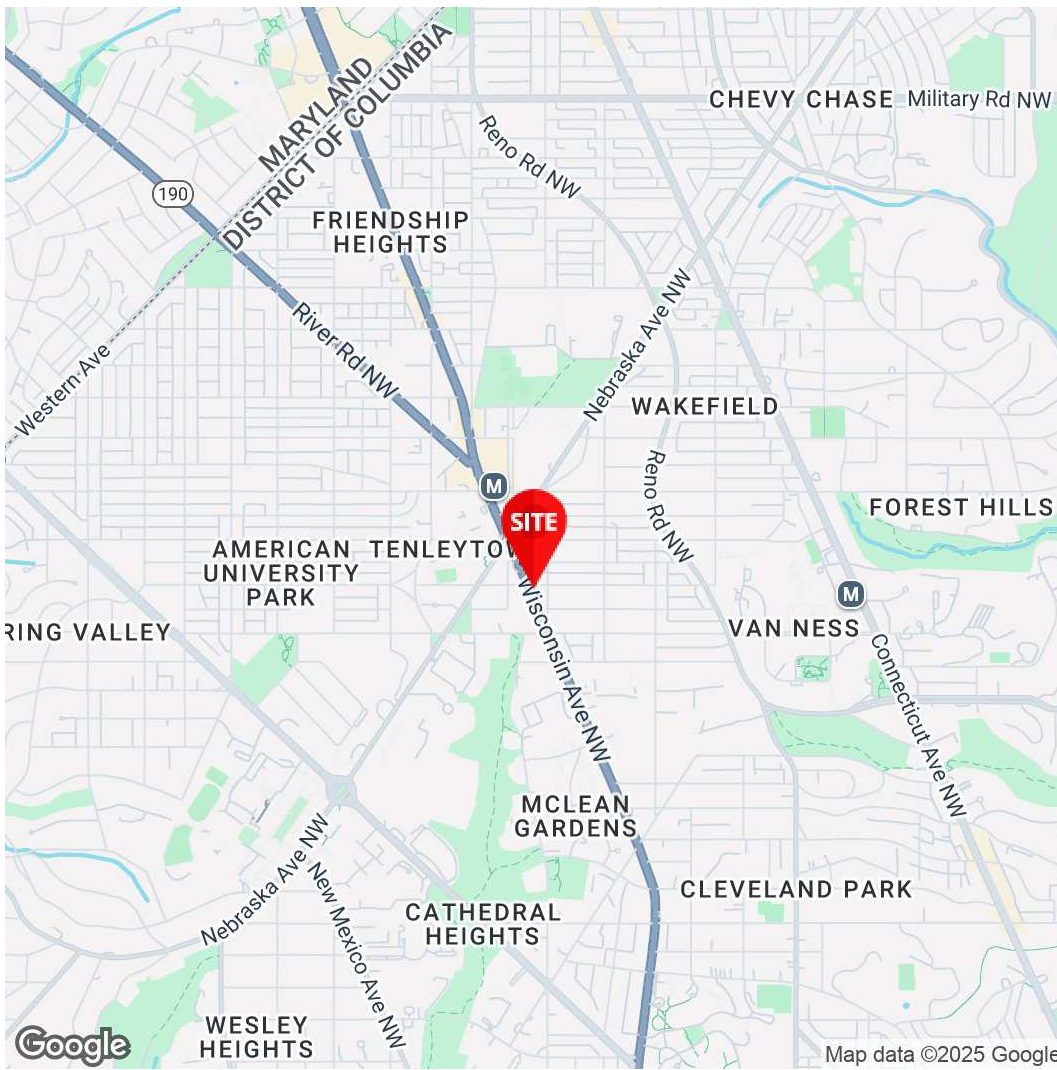 MARYLAND
DISTRICT OF COLUMBIA
CHEVY CHASE
Military Rd NW
Reno Rd NW
190
FRIENDSHIP
HEIGHTS
River Rd NW
Western Ave
Nebraska Ave NW
WAKEFIELD
Reno Rd NW
M
SITE
FOREST HILLS
AMERICAN
UNIVERSITY
PARK
TENLEYTOW
M
RING VALLEY
VAN NESS
Wisconsin Ave NW
Connecticut Ave NW
MCLEAN
GARDENS
Nebraska Ave NW
New Mexico Ave NW
CLEVELAND PARK
CATHEDRAL
HEIGHTS
WESLEY
HEIGHTS
Google
Map data ©2025 Google